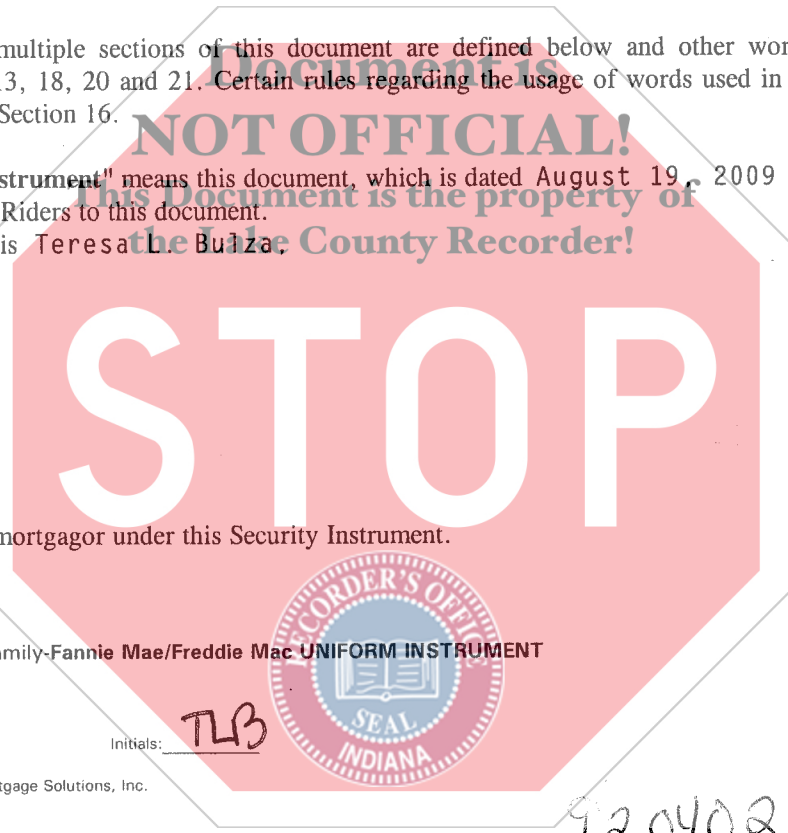 multiple sections of this document are defined below and other wor
13, 18, 20 and 21. Certain rules regarding the usage of words used in
Section 16.
Document is
NOT OFFICIAL!
This Document is the property of
the Lake County Recorder!
strument" means this document, which is dated August 19, 2009
Riders to this document.
is Teresa L. Bulza,
STOP
mortgagor under this Security Instrument.
amily-Fannie Mae/Freddie Mac UNIFORM INSTRUMENT
RECORDER'S OFFICE
SEAL
INDIANA
Initials: TLB
tgage Solutions, Inc.
920402